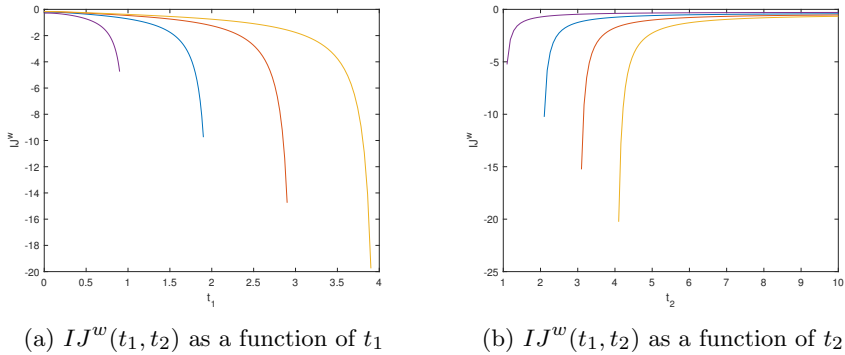 0
-2
-4
-6
-8
-10
-12
-14
-16
-18
-20
IJ^w
0 0.5 1 1.5 2 2.5 3 3.5 4
t_1
0
-5
-10
-15
-20
-25
IJ^w
1 2 3 4 5 6 7 8 9 10
t_2
(a) IJ^w(t_1, t_2) as a function of t_1
(b) IJ^w(t_1, t_2) as a function of t_2